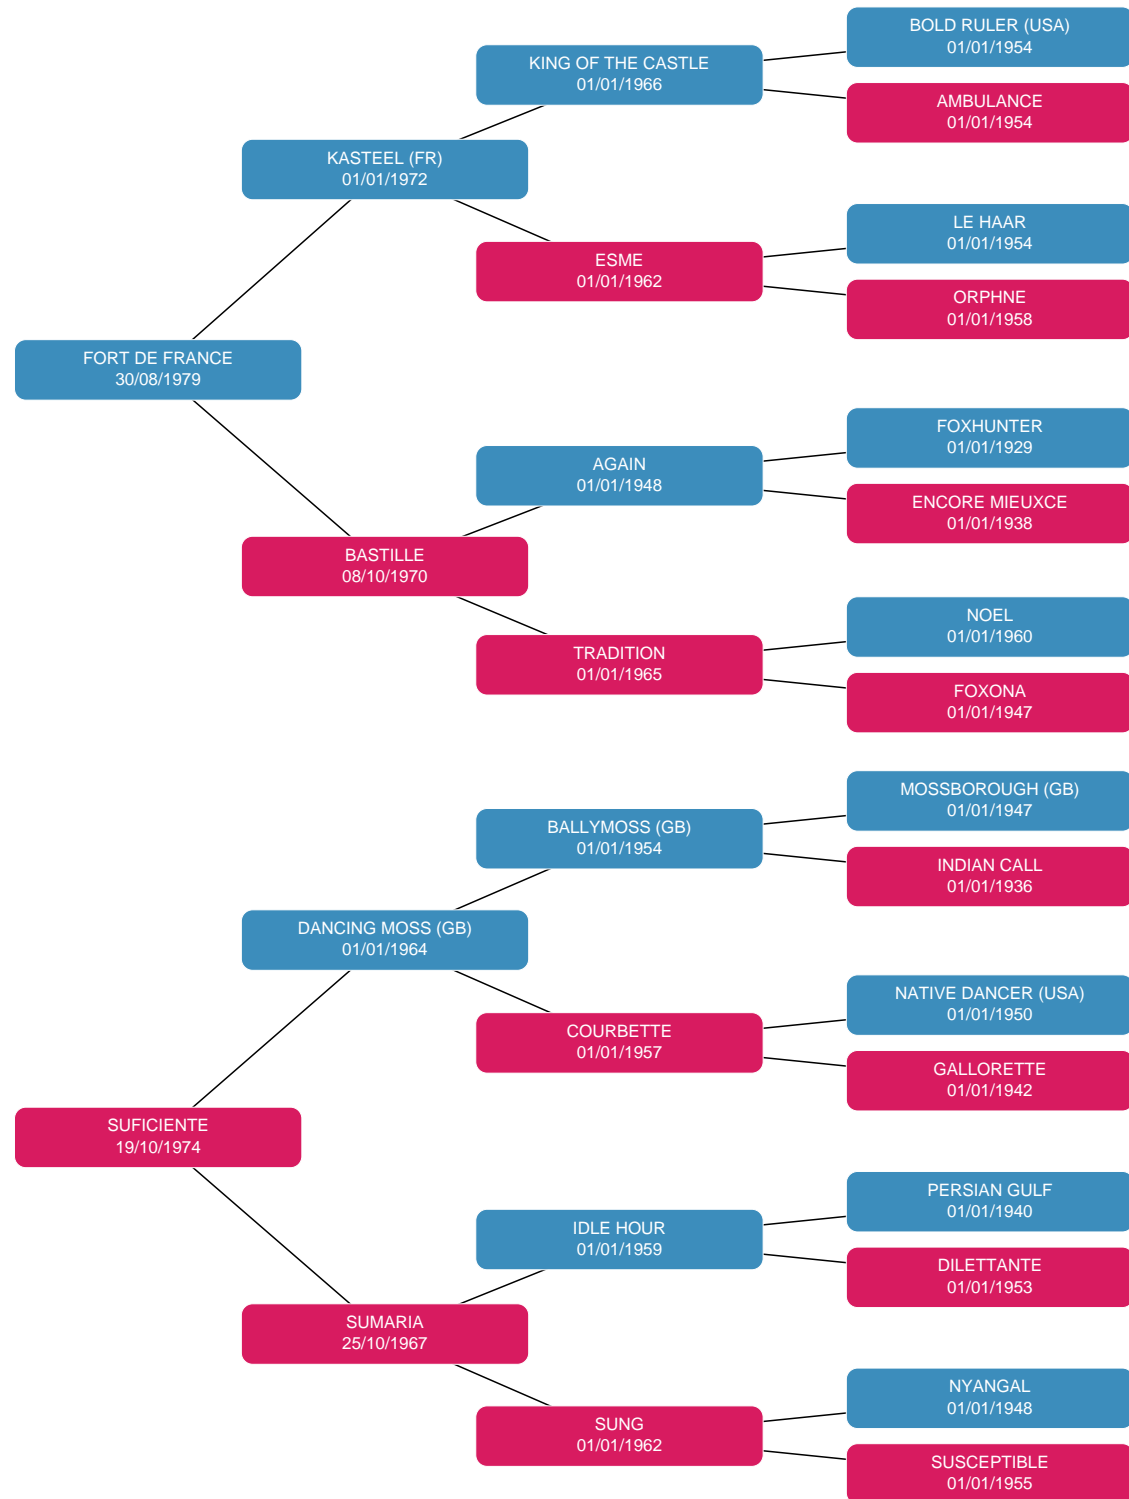 BOLD RULER (USA)
01/01/1954
KING OF THE CASTLE
01/01/1966
AMBULANCE
01/01/1954
KASTEEL (FR)
01/01/1972
LE HAAR
01/01/1954
ESME
01/01/1962
ORPHNE
01/01/1958
FORT DE FRANCE
30/08/1979
FOXHUNTER
01/01/1929
AGAIN
01/01/1948
ENCORE MIEUXCE
01/01/1938
BASTILLE
08/10/1970
NOEL
01/01/1960
TRADITION
01/01/1965
FOXONA
01/01/1947
MOSSBOROUGH (GB)
01/01/1947
BALLYMOSS (GB)
01/01/1954
INDIAN CALL
01/01/1936
DANCING MOSS (GB)
01/01/1964
NATIVE DANCER (USA)
01/01/1950
COURBETTE
01/01/1957
GALLORETTE
01/01/1942
SUFICIENTE
19/10/1974
PERSIAN GULF
01/01/1940
IDLE HOUR
01/01/1959
DILETTANTE
01/01/1953
SUMARIA
25/10/1967
NYANGAL
01/01/1948
SUNG
01/01/1962
SUSCEPTIBLE
01/01/1955